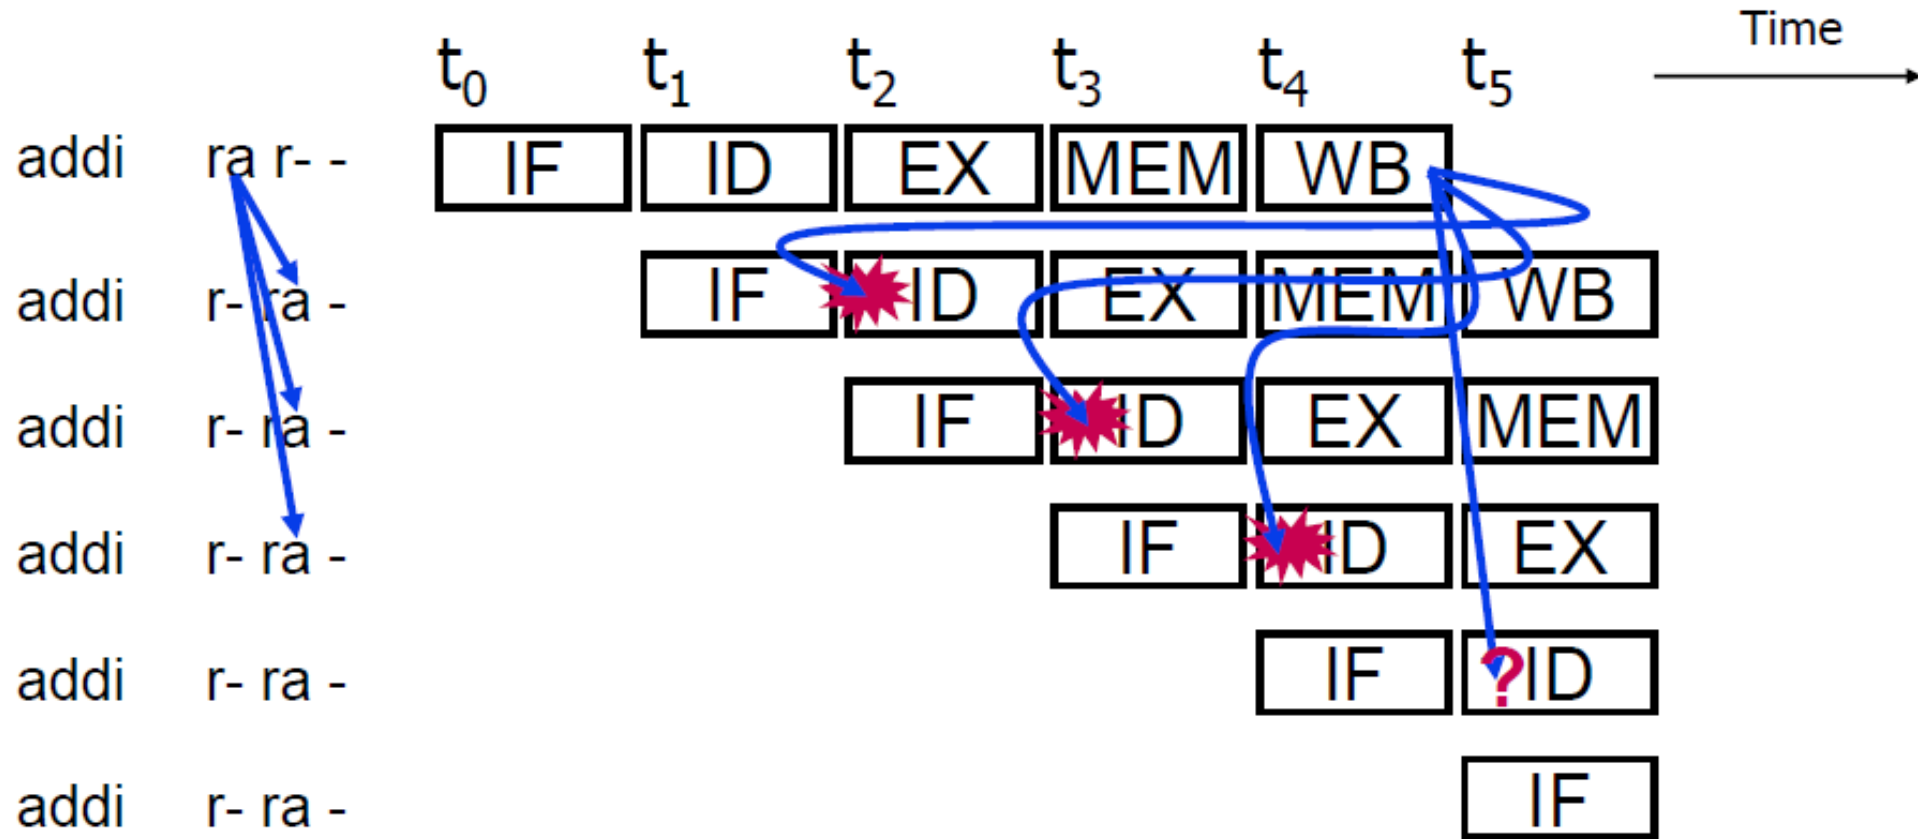 Time
t0 t1 t2 t3 t4 t5
addi ra r- - IF ID EX MEM WB
addi r- ra - IF ID EX MEM WB
addi r- ra - IF ID EX MEM
addi r- ra - IF ID EX
addi r- ra - IF ?ID
addi r- ra - IF